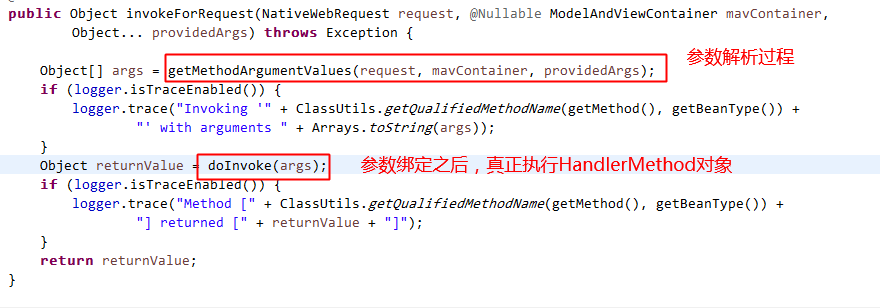 public Object invokeForRequest(NativeWebRequest request, @Nullable ModelAndViewContainer mavContainer,
Object... providedArgs) throws Exception {
Object[] args = getMethodArgumentValues(request, mavContainer, providedArgs);
参数解析过程
if (logger.isTraceEnabled()) {
logger.trace("Invoking '" + ClassUtils.getQualifiedMethodName(getMethod(), getBeanType()) +
"' with arguments " + Arrays.toString(args));
}
Object returnValue = doInvoke(args);
参数绑定之后，真正执行HandlerMethod对象
if (logger.isTraceEnabled()) {
logger.trace("Method [" + ClassUtils.getQualifiedMethodName(getMethod(), getBeanType()) +
"] returned [" + returnValue + "]");
}
return returnValue;
}